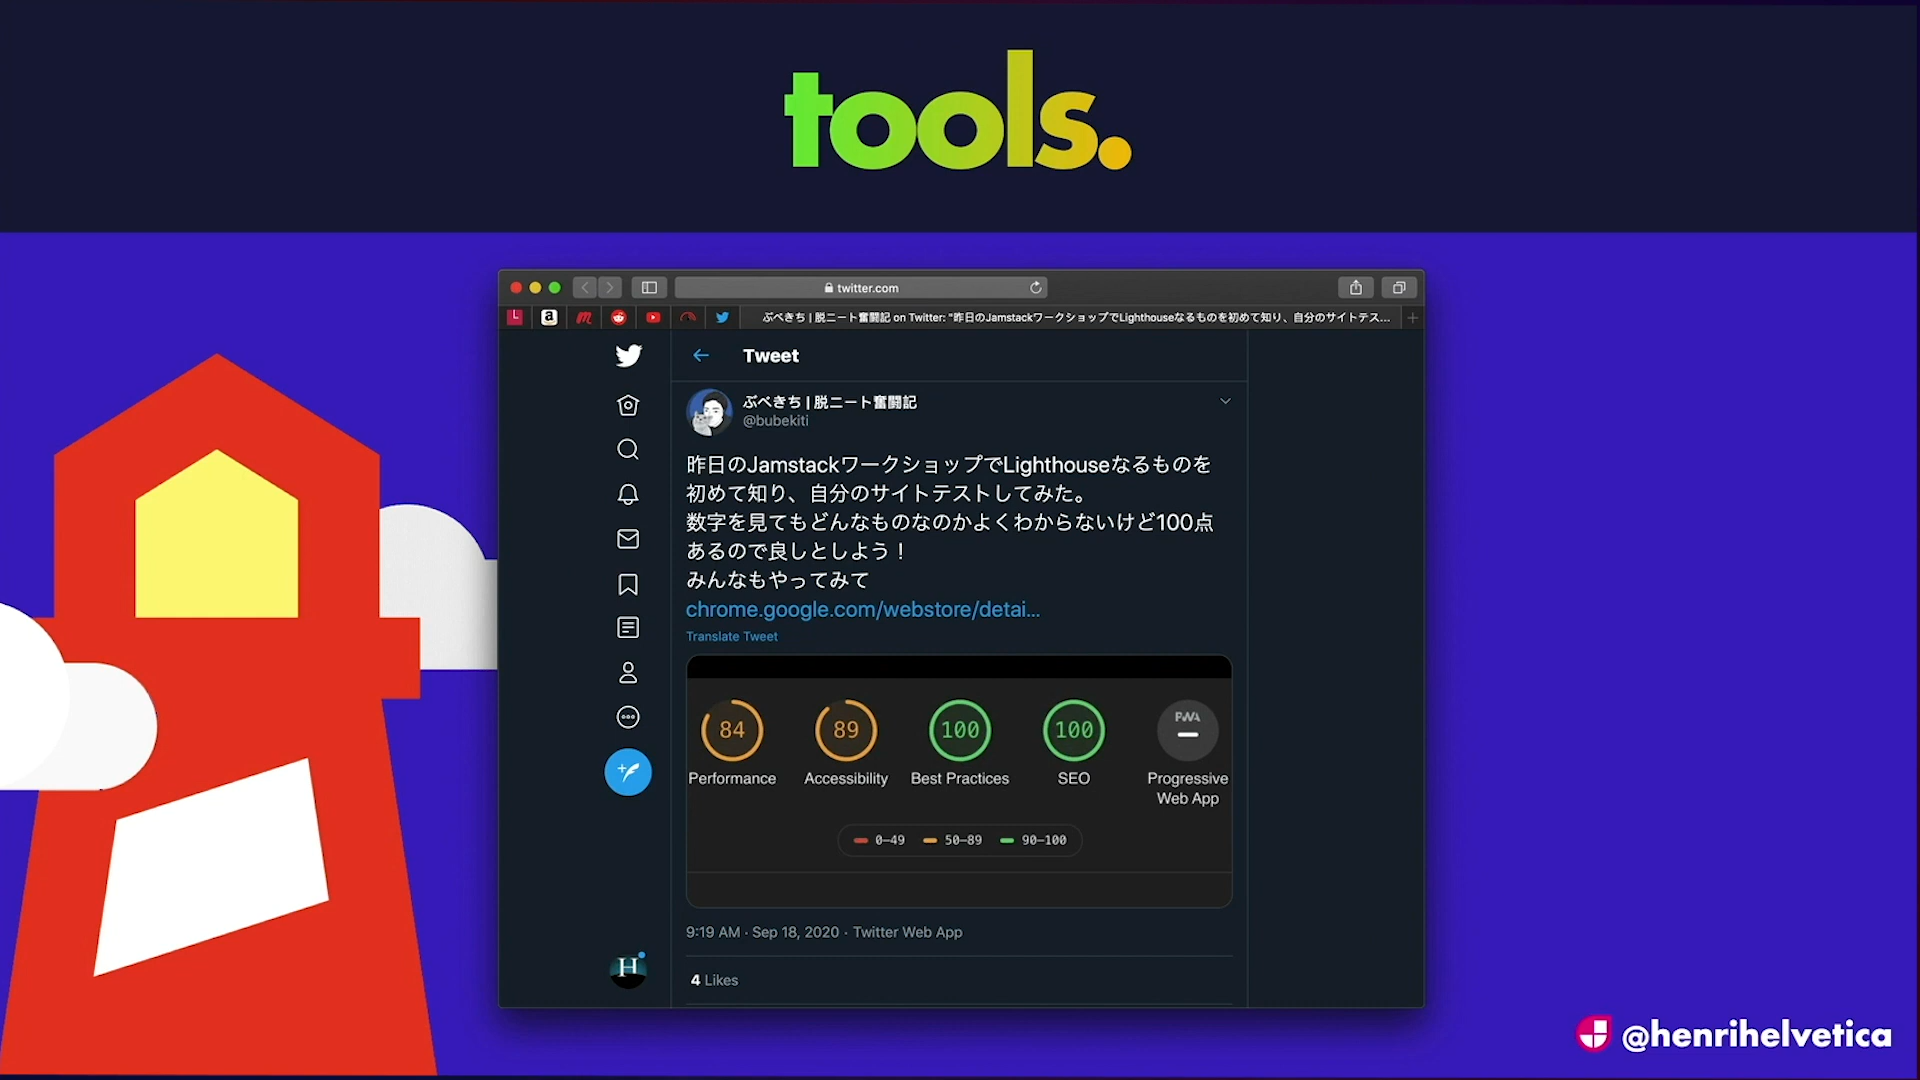 tools.
twitter.com
ぶべきち | 脱ニート奮闘記 on Twitter: "昨日のJamstackワークショップでLighthouseなるものを初めて知り、自分のサイトテス...
Tweet
ぶべきち | 脱ニート奮闘記
@bubekiti
昨日のJamstackワークショップでLighthouseなるものを
初めて知り、自分のサイトテストしてみた。
数字を見てもどんなものなのかよくわからないけど100点
あるので良しとしよう！
みんなもやってみて
chrome.google.com/webstore/detai...
Translate Tweet
84 89 100 100 PWA
Performance Accessibility Best Practices SEO Progressive
Web App
0–49 50–89 90–100
9:19 AM · Sep 18, 2020 · Twitter Web App
4 Likes
H
@henrihelvetica